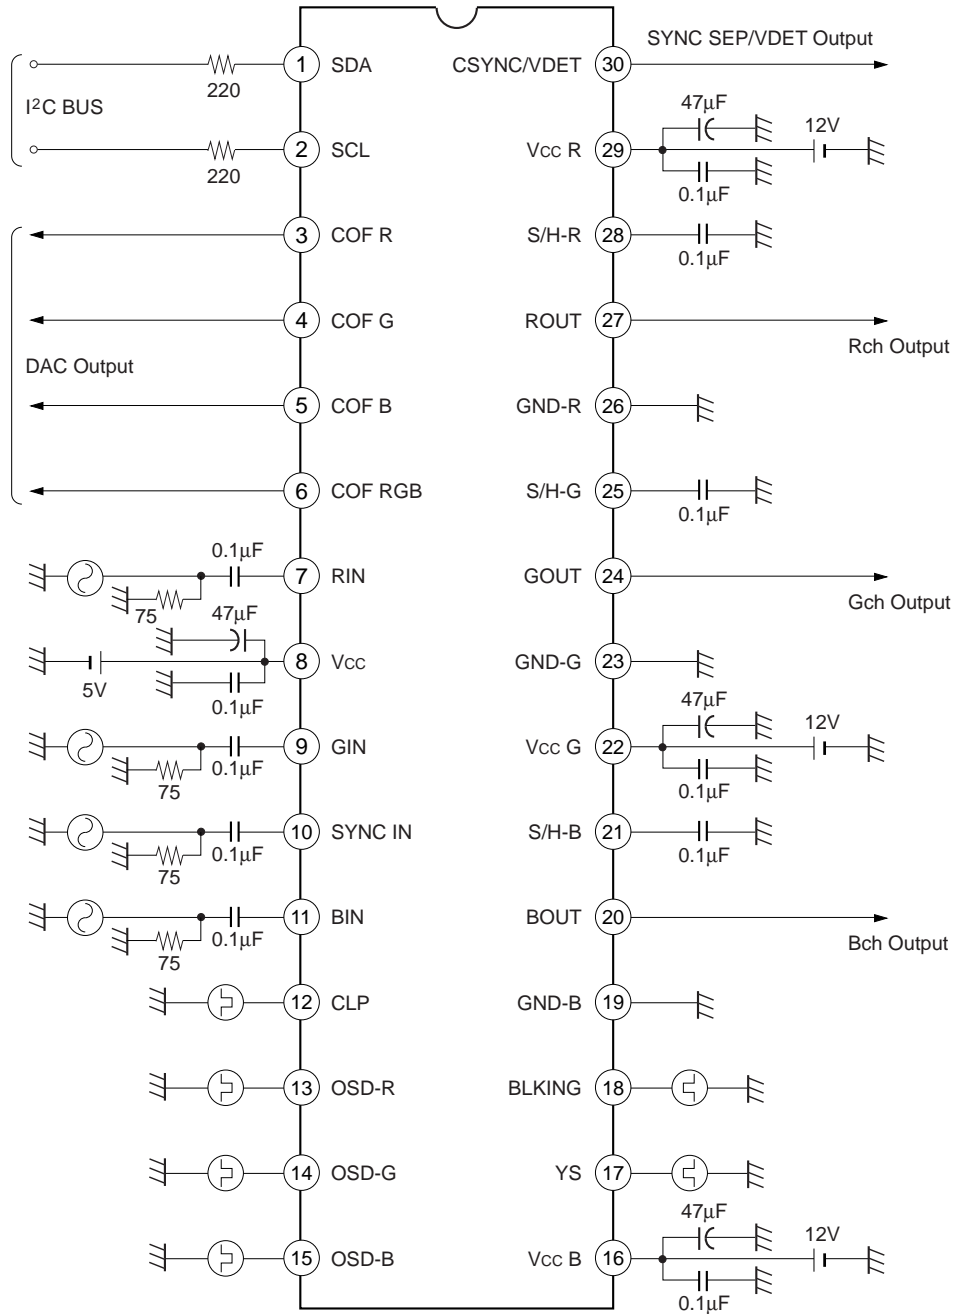 SYNC SEP/VDET Output
1 SDA
CSYNC/VDET 30
220
I²C BUS
47µF
12V
2 SCL
VCC R 29
220
0.1µF
3 COF R
S/H-R 28
0.1µF
4 COF G
ROUT 27
Rch Output
DAC Output
5 COF B
GND-R 26
6 COF RGB
S/H-G 25
0.1µF
0.1µF
7 RIN
GOUT 24
75
47µF
Gch Output
8 VCC
GND-G 23
5V
0.1µF
47µF
12V
9 GIN
VCC G 22
0.1µF
75
0.1µF
10 SYNC IN
S/H-B 21
0.1µF
75
0.1µF
11 BIN
BOUT 20
0.1µF
75
Bch Output
12 CLP
GND-B 19
13 OSD-R
BLKING 18
14 OSD-G
YS 17
47µF
12V
15 OSD-B
VCC B 16
0.1µF